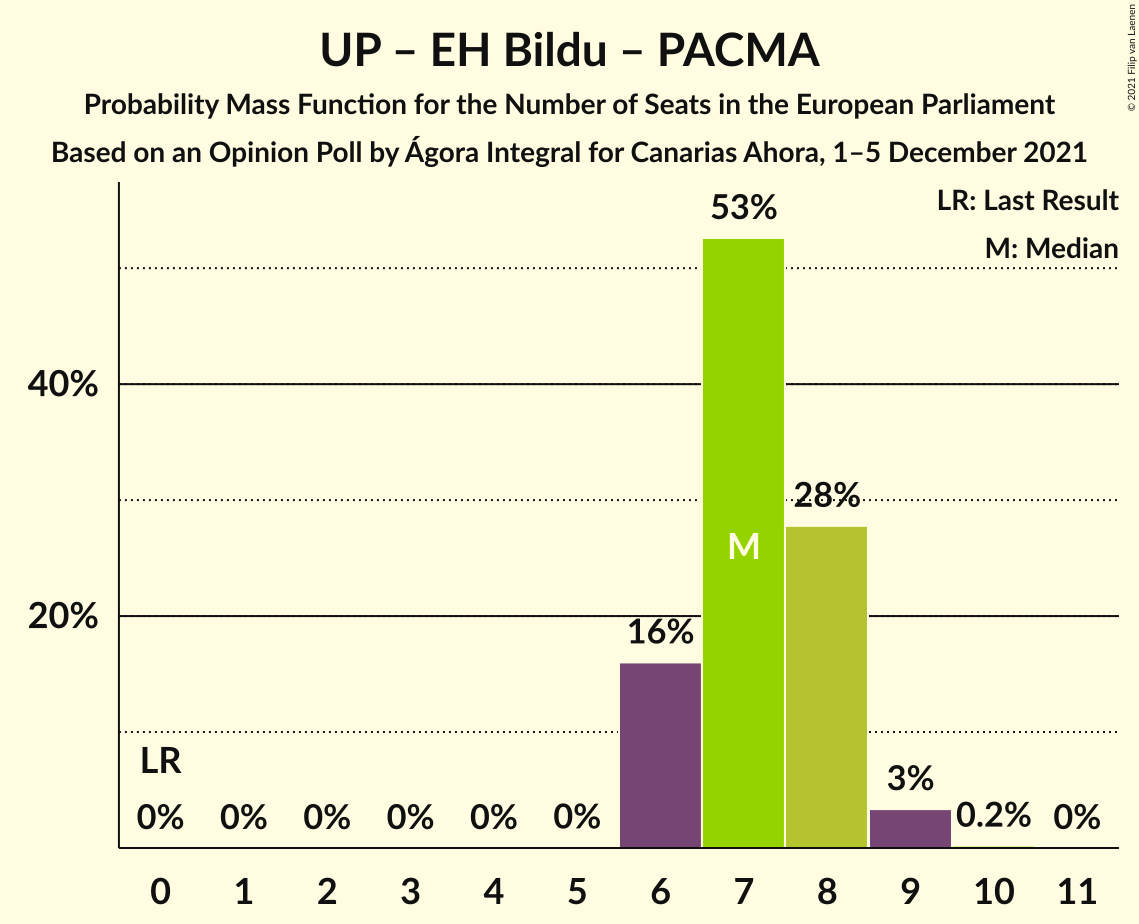 UP – EH Bildu – PACMA
Probability Mass Function for the Number of Seats in the European Parliament
Based on an Opinion Poll by Ágora Integral for Canarias Ahora, 1–5 December 2021
© 2021 Filip van Laenen
LR: Last Result
M: Median
53%
40%
28%
M
20%
16%
LR
3%
0% 0% 0% 0% 0% 0% 0.2% 0%
0 1 2 3 4 5 6 7 8 9 10 11